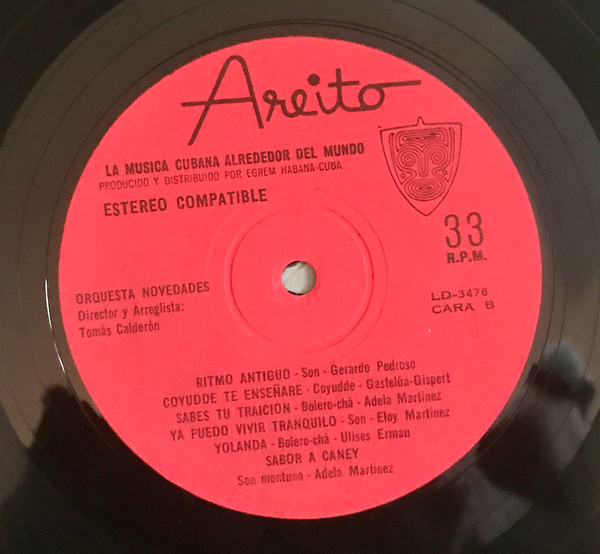 Areito
LA MUSICA CUBANA ALREDEDOR DEL MUNDO
PRODUCIDO Y DISTRIBUIDO POR EGREM HABANA-CUBA
ESTEREO COMPATIBLE
33
R.P.M.
ORQUESTA NOVEDADES
Director y Arreglista:
Tomás Calderón
LD-3476
CARA B
RITMO ANTIGUO - Son - Gerardo Pedroso
COYUDDE TE ENSEÑARE - Coyudde - Gastelúa-Gispert
SABES TU TRAICION - Bolero-chá - Adela Martinez
YA PUEDO VIVIR TRANQUILO - Son - Eloy Martinez
YOLANDA - Bolero-chá - Ulises Erman
SABOR A CANEY
Son montuno - Adela Martinez